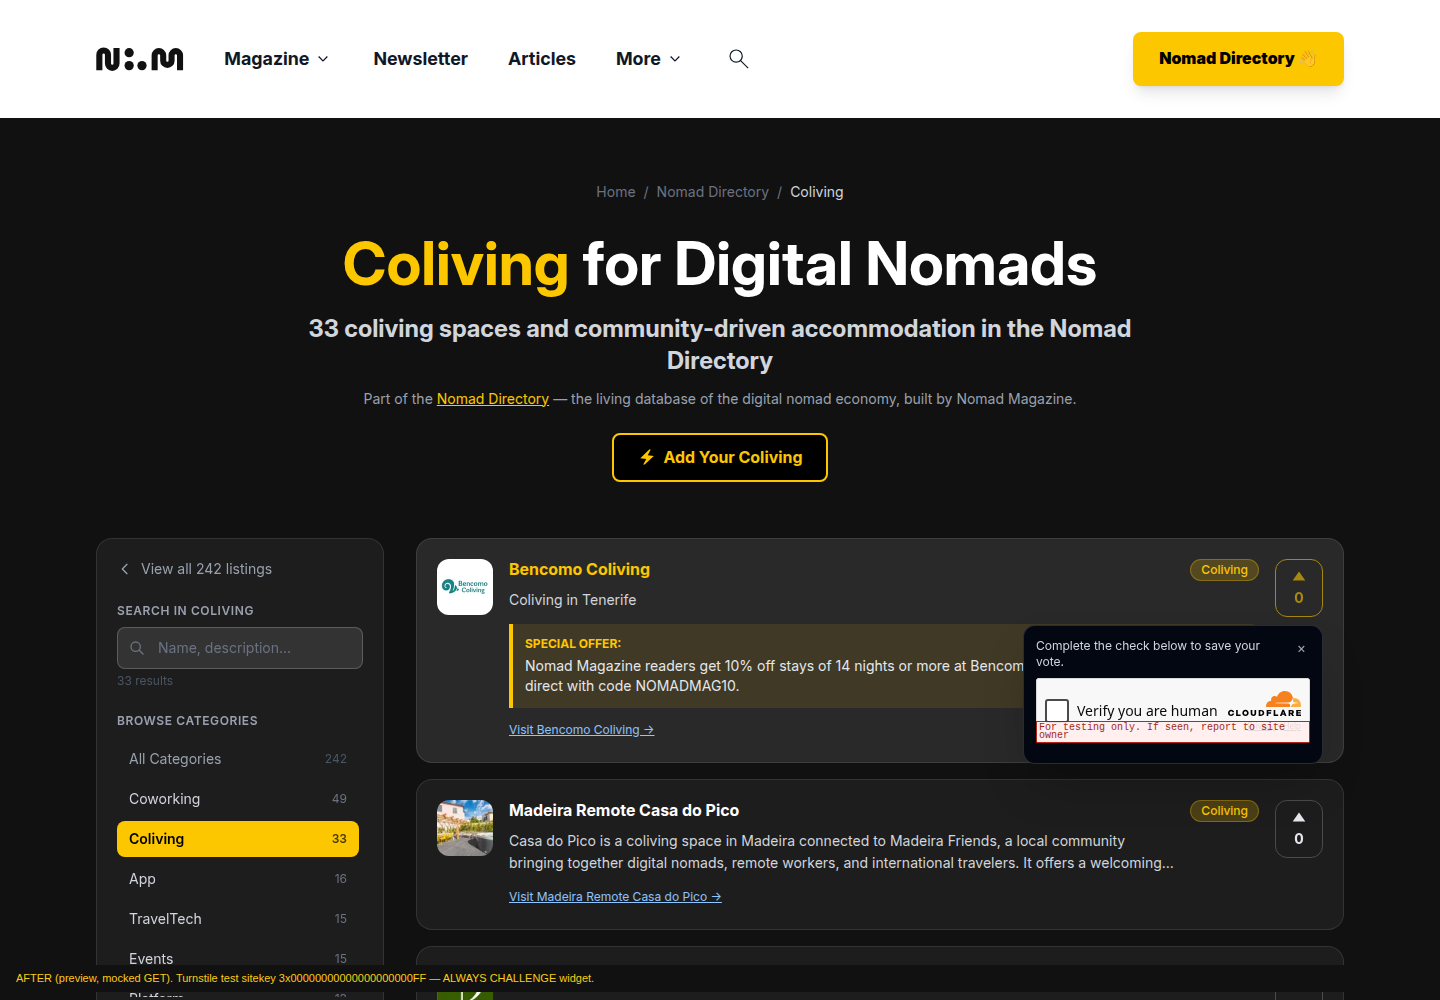 N:.M
Magazine
Newsletter
Articles
More
Nomad Directory 👋
Home / Nomad Directory / Coliving
Coliving for Digital Nomads
33 coliving spaces and community-driven accommodation in the Nomad
Directory
Part of the Nomad Directory — the living database of the digital nomad economy, built by Nomad Magazine.
Add Your Coliving
View all 242 listings
SEARCH IN COLIVING
Name, description...
33 results
BROWSE CATEGORIES
All Categories 242
Coworking 49
Coliving 33
App 16
TravelTech 15
Events 15
Bencomo Coliving
Bencomo Coliving
Coliving
0
Coliving in Tenerife
SPECIAL OFFER:
Nomad Magazine readers get 10% off stays of 14 nights or more at
direct with code NOMADMAG10.
Visit Bencomo Coliving →
Complete the check below to save your
vote.
×
Verify you are human
CLOUDFLARE
For testing only. If seen, report to site
owner
Madeira Remote Casa do Pico
Coliving
0
Casa do Pico is a coliving space in Madeira connected to Madeira Friends, a local community
bringing together digital nomads, remote workers, and international travelers. It offers a welcoming...
Visit Madeira Remote Casa do Pico →
AFTER (preview, mocked GET). Turnstile test sitekey 3x00000000000000000000FF — ALWAYS CHALLENGE widget.